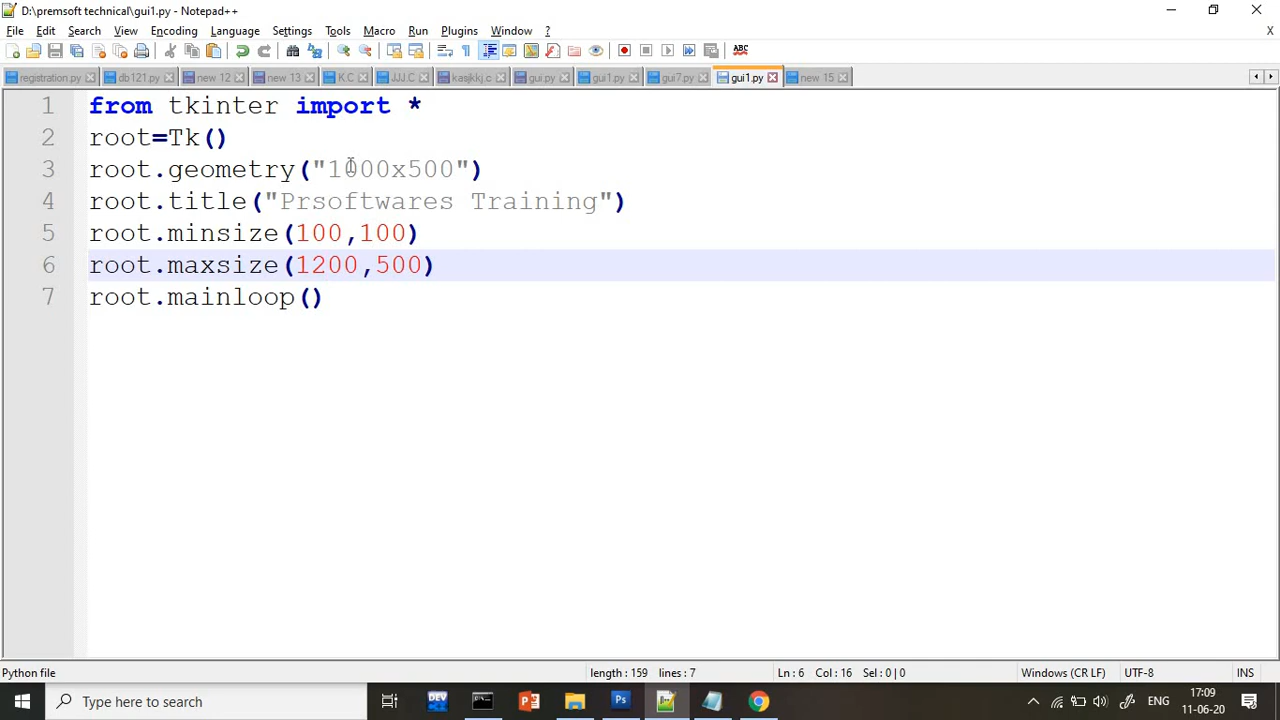 D:\premsoft technical\gui1.py - Notepad++
File Edit Search View Encoding Language Settings Tools Macro Run Plugins Window ?
X
ABC
registration.py db121.py new 12 new 13 K.C JJJ.C kasjkkj.c gui.py gui1.py gui7.py gui1.py new 15
1 from tkinter import *
2 root=Tk()
3 root.geometry("1000x500")
4 root.title("Prsoftwares Training")
5 root.minsize(100,100)
6 root.maxsize(1200,500)
7 root.mainloop()
Python file length : 159 lines : 7 Ln : 6 Col : 16 Sel : 0 | 0 Windows (CR LF) UTF-8 INS
Type here to search DEV ENG 17:09
11-06-20